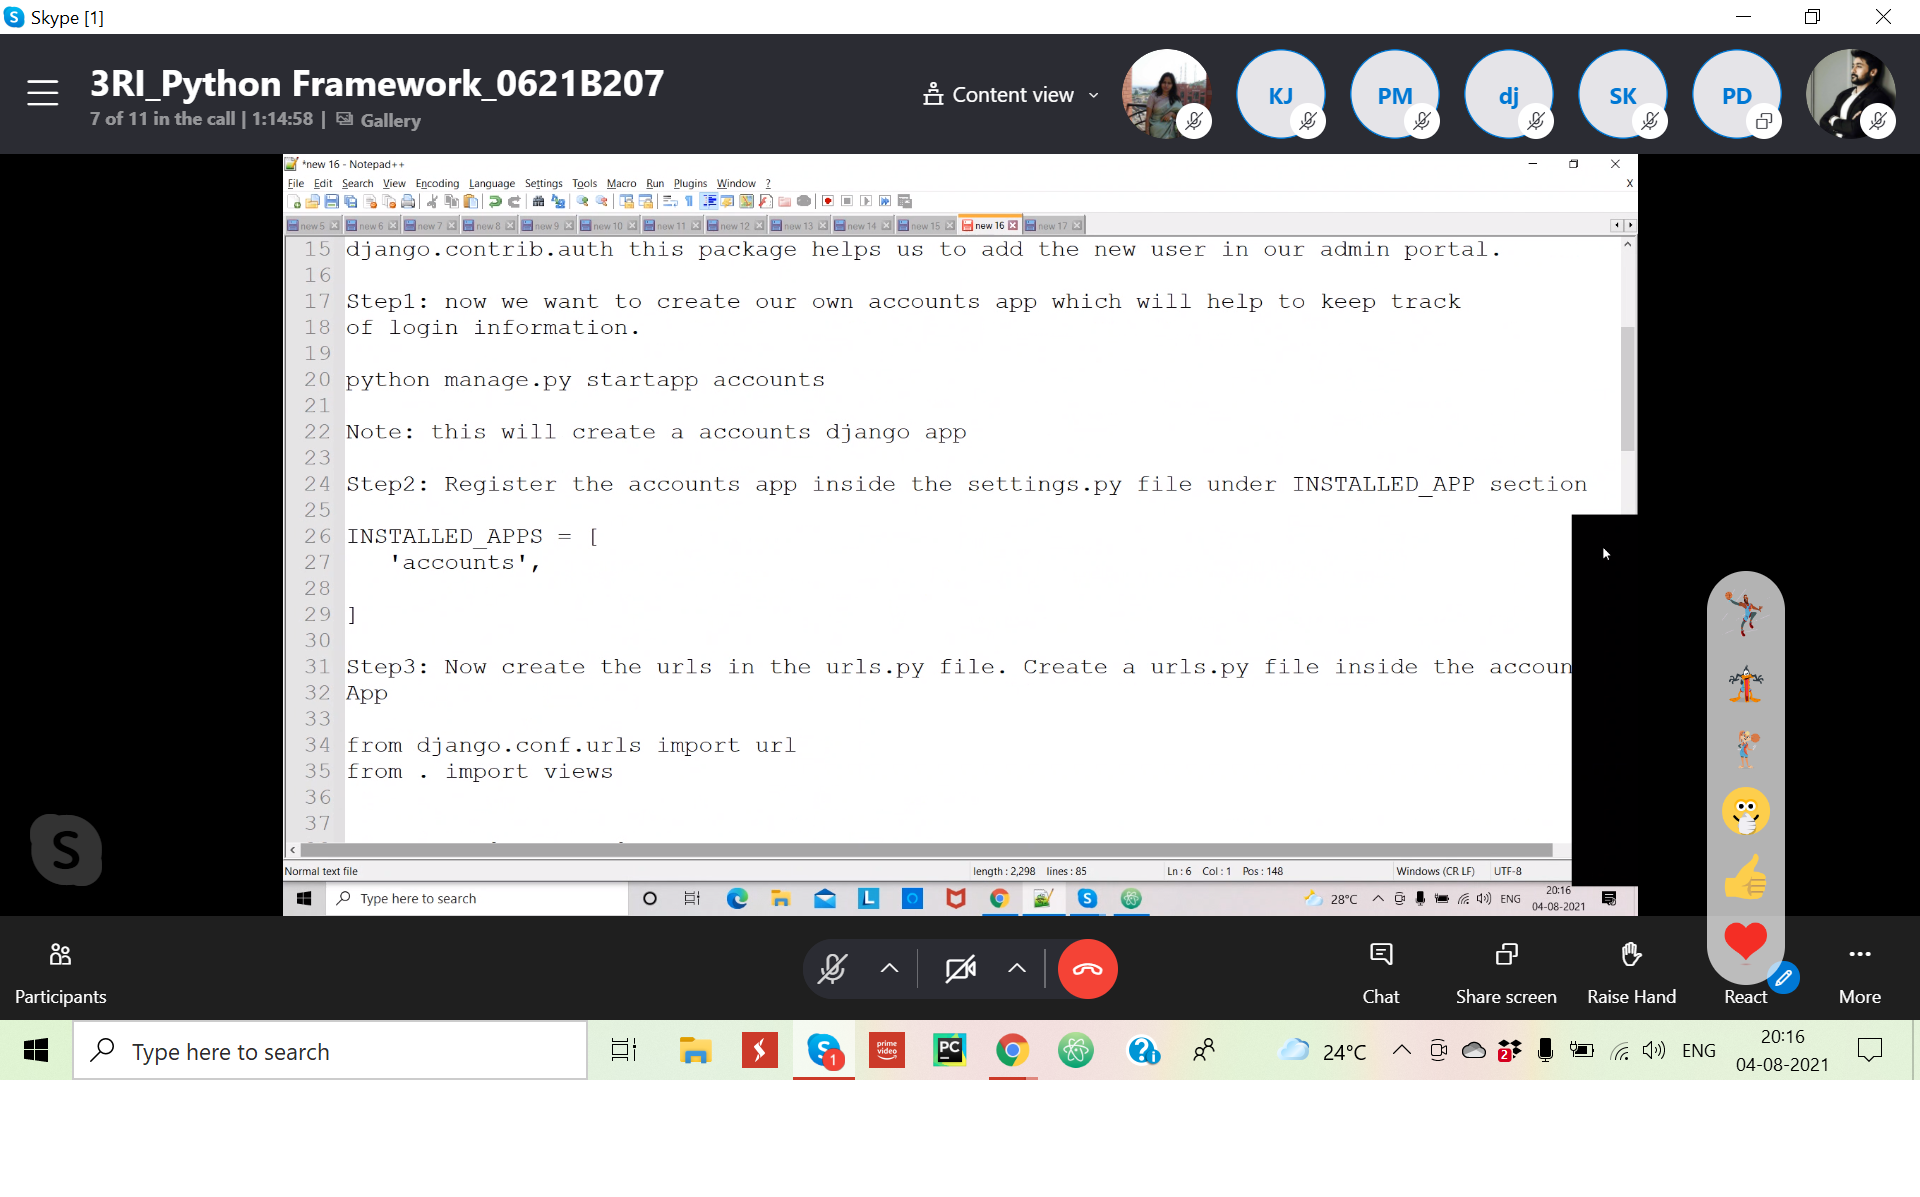 Skype [1]
3RI_Python Framework_0621B207
7 of 11 in the call | 1:14:58 | Gallery
Content view
KJ
PM
dj
SK
PD
*new 16 - Notepad++
File Edit Search View Encoding Language Settings Tools Macro Run Plugins Window ?
X
new 5 new 6 new 7 new 8 new 9 new 10 new 11 new 12 new 13 new 14 new 15 new 16 new 17
15 django.contrib.auth this package helps us to add the new user in our admin portal.
16
17 Step1: now we want to create our own accounts app which will help to keep track
18 of login information.
19
20 python manage.py startapp accounts
21
22 Note: this will create a accounts django app
23
24 Step2: Register the accounts app inside the settings.py file under INSTALLED_APP section
25
26 INSTALLED_APPS = [
27 'accounts',
28
29 ]
30
31 Step3: Now create the urls in the urls.py file. Create a urls.py file inside the accoun
32 App
33
34 from django.conf.urls import url
35 from . import views
36
37
Normal text file length : 2,298 lines : 85 Ln : 6 Col : 1 Pos : 148 Windows (CR LF) UTF-8
Type here to search
28°C ENG 20:16
04-08-2021
Participants
Chat
Share screen
Raise Hand
React
More
Type here to search
PC
prime video
1
2
24°C
ENG
20:16
04-08-2021